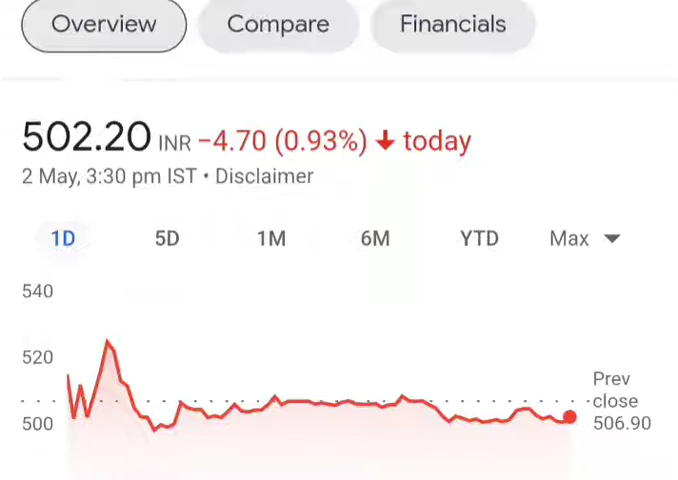 Overview Compare Financials
502.20 INR −4.70 (0.93%) ↓ today
2 May, 3:30 pm IST • Disclaimer
1D 5D 1M 6M YTD Max
540
520
500
Prev
close
506.90